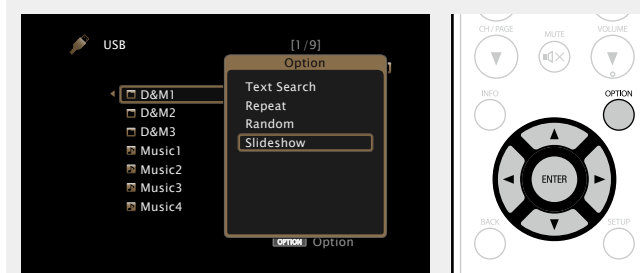 USB
[1/9]
Option
D&M1
D&M2
D&M3
Music1
Music2
Music3
Music4
Text Search
Repeat
Random
Slideshow
OPTION Option
CH / PAGE
MUTE
VOLUME
INFO
OPTION
ENTER
BACK
SETUP